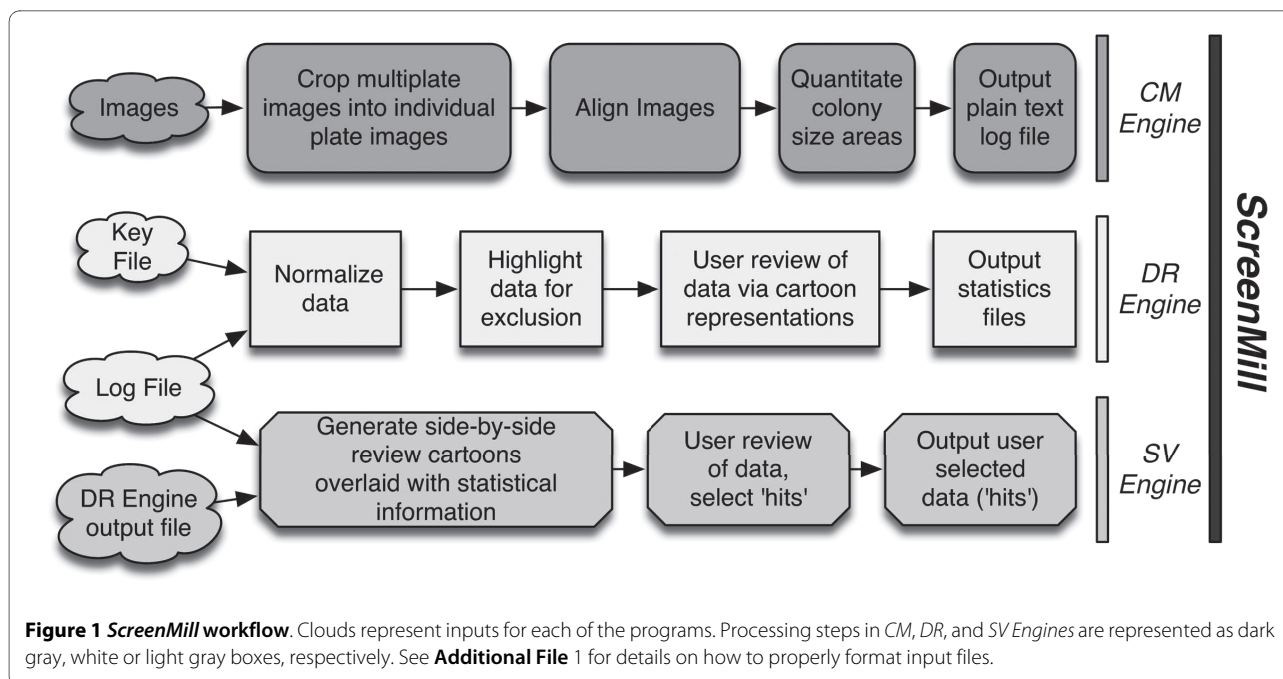 Images
Crop multiplate
images into individual
plate images
Align Images
Quantitate
colony
size areas
Output
plain text
log file
CM
Engine
Key
File
Log File
Normalize
data
Highlight
data for
exclusion
User review of
data via cartoon
representations
Output
statistics
files
DR
Engine
DR Engine
output file
Generate side-by-side
review cartoons
overlaid with statistical
information
User review
of data,
select 'hits'
Output user
selected
data ('hits')
SV
Engine
ScreenMill
Figure 1 ScreenMill workflow. Clouds represent inputs for each of the programs. Processing steps in CM, DR, and SV Engines are represented as dark
gray, white or light gray boxes, respectively. See Additional File 1 for details on how to properly format input files.